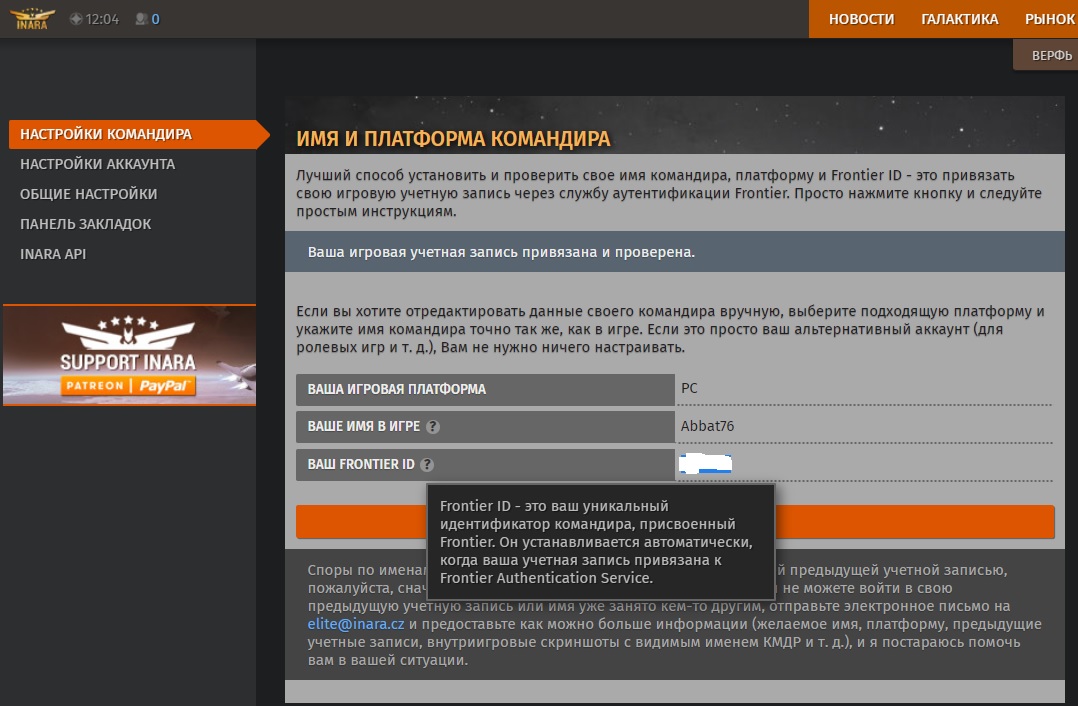 INARA
12:04
0
НОВОСТИ
ГАЛАКТИКА
РЫНОК
ВЕРФЬ
НАСТРОЙКИ КОМАНДИРА
НАСТРОЙКИ АККАУНТА
ОБЩИЕ НАСТРОЙКИ
ПАНЕЛЬ ЗАКЛАДОК
INARA API
SUPPORT INARA
PATREON | PayPal
ИМЯ И ПЛАТФОРМА КОМАНДИРА
Лучший способ установить и проверить свое имя командира, платформу и Frontier ID - это привязать
свою игровую учетную запись через службу аутентификации Frontier. Просто нажмите кнопку и следуйте
простым инструкциям.
Ваша игровая учетная запись привязана и проверена.
Если вы хотите отредактировать данные своего командира вручную, выберите подходящую платформу и
укажите имя командира точно так же, как в игре. Если это просто ваш альтернативный аккаунт (для
ролевых игр и т. д.), Вам не нужно ничего настраивать.
ВАША ИГРОВАЯ ПЛАТФОРМА
PC
ВАШЕ ИМЯ В ИГРЕ ?
Abbat76
ВАШ FRONTIER ID ?
Frontier ID - это ваш уникальный
идентификатор командира, присвоенный
Frontier. Он устанавливается автоматически,
когда ваша учетная запись привязана к
Frontier Authentication Service.
Споры по
предыдущей учетной записью,
пожалуйста,
не можете войти в свою
предыдущую учетную запись или имя уже занято кем-то другим, отправьте электронное письмо на
elite@inara.cz и предоставьте как можно больше информации (желаемое имя, платформу, предыдущие
учетные записи, внутриигровые скриншоты с видимым именем КМДР и т. д.), и я постараюсь помочь
вам в вашей ситуации.